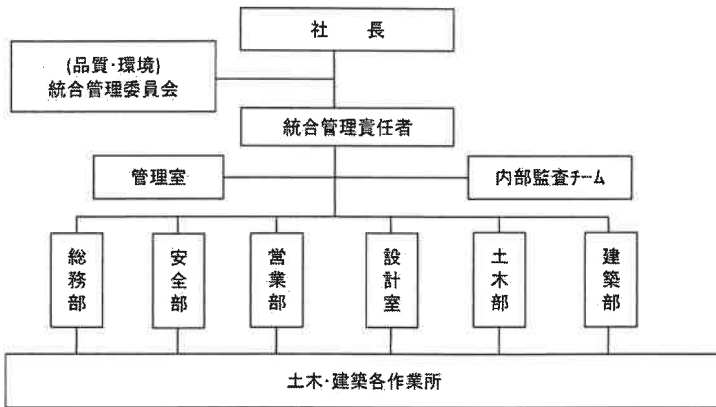 社　長
(品質・環境)
統合管理委員会
統合管理責任者
管理室
内部監査チーム
総務部
安全部
営業部
設計室
土木部
建築部
土木・建築各作業所